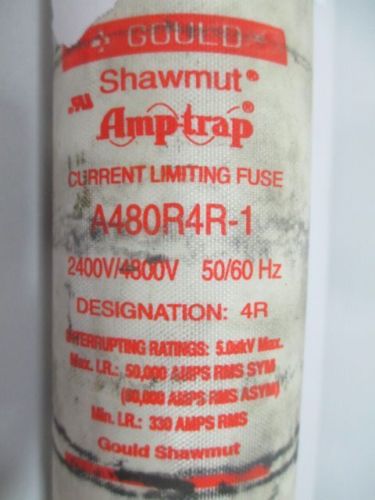 GOULD
Shawmut®
Amp-trap®
CURRENT LIMITING FUSE
A480R4R-1
2400V/4800V 50/60 Hz
DESIGNATION: 4R
INTERRUPTING RATINGS: 5.0kV Max.
Max. I.R.: 50,000 AMPS RMS SYM
(80,000 AMPS RMS ASYM)
Min. I.R.: 330 AMPS RMS
Gould Shawmut